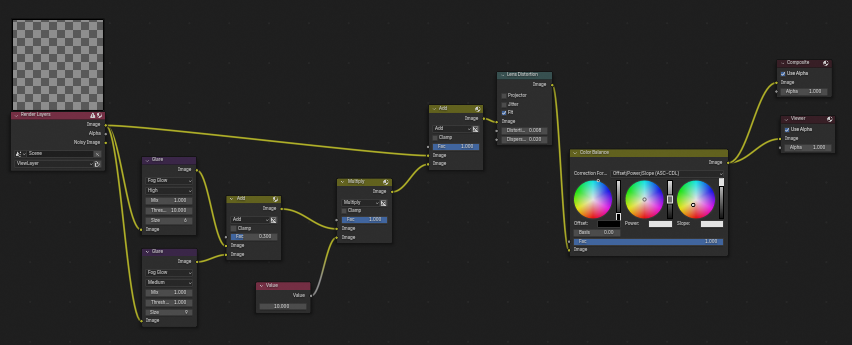 Render Layers
Image
Alpha
Noisy Image
Scene
ViewLayer
Glare
Image
Fog Glow
High
Mix 1.000
Thres... 10.000
Size 6
Image
Glare
Image
Fog Glow
Medium
Mix 1.000
Thresh... 1.000
Size 9
Image
Add
Image
Add
Clamp
Fac 0.200
Image
Image
Value
Value
10.000
Multiply
Image
Multiply
Clamp
Fac 1.000
Image
Image
Add
Image
Add
Clamp
Fac 1.000
Image
Image
Lens Distortion
Image
Projector
Jitter
Fit
Image
Distorti... 0.008
Dispers... 0.020
Color Balance
Image
Correction For... Offset/Power/Slope (ASC-CDL)
Offset: Power: Slope:
Basis 0.00
Fac 1.000
Image
Composite
Use Alpha
Image
Alpha 1.000
Viewer
Use Alpha
Image
Alpha 1.000